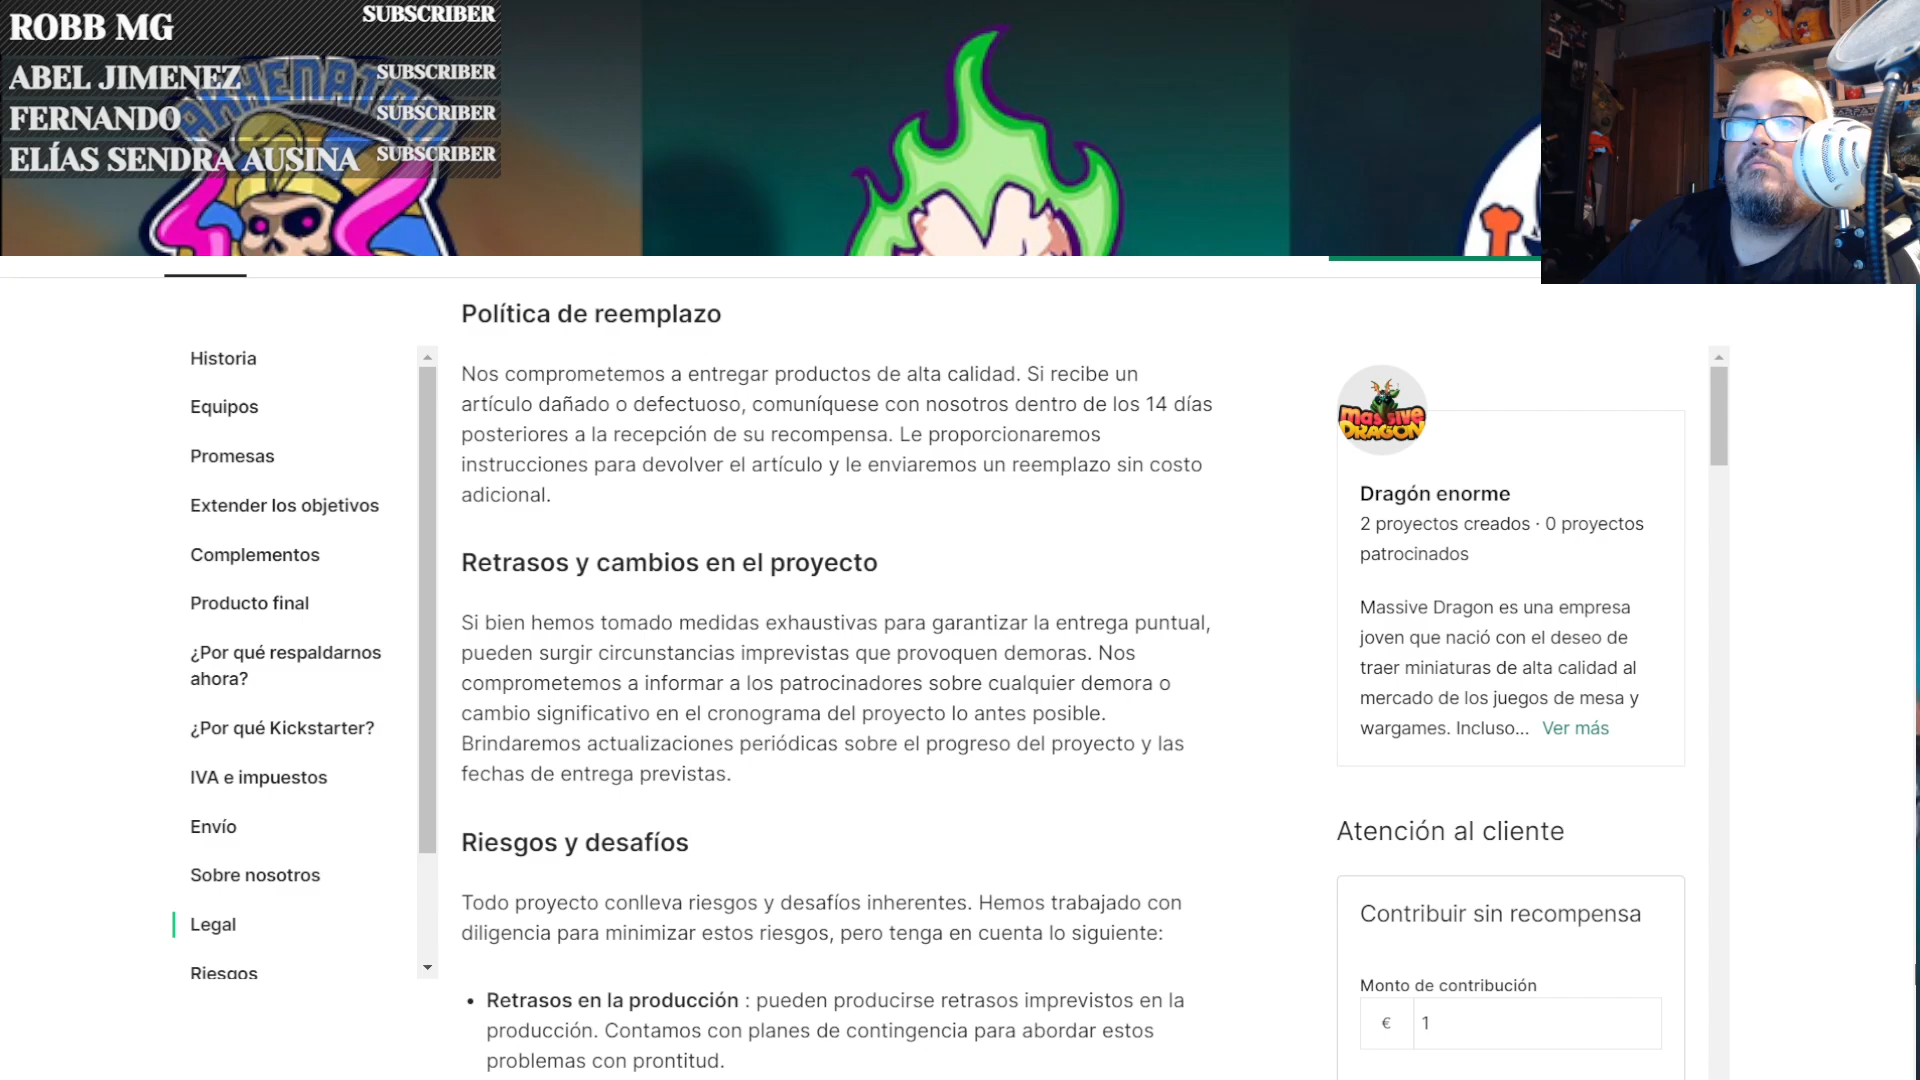 ROBB MG
SUBSCRIBER
ABEL JIMENEZ
SUBSCRIBER
FERNANDO
SUBSCRIBER
ELÍAS SENDRA AUSINA
SUBSCRIBER
Historia
Equipos
Promesas
Extender los objetivos
Complementos
Producto final
¿Por qué respaldarnos
ahora?
¿Por qué Kickstarter?
IVA e impuestos
Envío
Sobre nosotros
Legal
Riesgos
Política de reemplazo
Nos comprometemos a entregar productos de alta calidad. Si recibe un
artículo dañado o defectuoso, comuníquese con nosotros dentro de los 14 días
posteriores a la recepción de su recompensa. Le proporcionaremos
instrucciones para devolver el artículo y le enviaremos un reemplazo sin costo
adicional.
Retrasos y cambios en el proyecto
Si bien hemos tomado medidas exhaustivas para garantizar la entrega puntual,
pueden surgir circunstancias imprevistas que provoquen demoras. Nos
comprometemos a informar a los patrocinadores sobre cualquier demora o
cambio significativo en el cronograma del proyecto lo antes posible.
Brindaremos actualizaciones periódicas sobre el progreso del proyecto y las
fechas de entrega previstas.
Riesgos y desafíos
Todo proyecto conlleva riesgos y desafíos inherentes. Hemos trabajado con
diligencia para minimizar estos riesgos, pero tenga en cuenta lo siguiente:
• Retrasos en la producción : pueden producirse retrasos imprevistos en la
producción. Contamos con planes de contingencia para abordar estos
problemas con prontitud.
massive
DRAGON
Dragón enorme
2 proyectos creados · 0 proyectos
patrocinados
Massive Dragon es una empresa
joven que nació con el deseo de
traer miniaturas de alta calidad al
mercado de los juegos de mesa y
wargames. Incluso... Ver más
Atención al cliente
Contribuir sin recompensa
Monto de contribución
€ 1